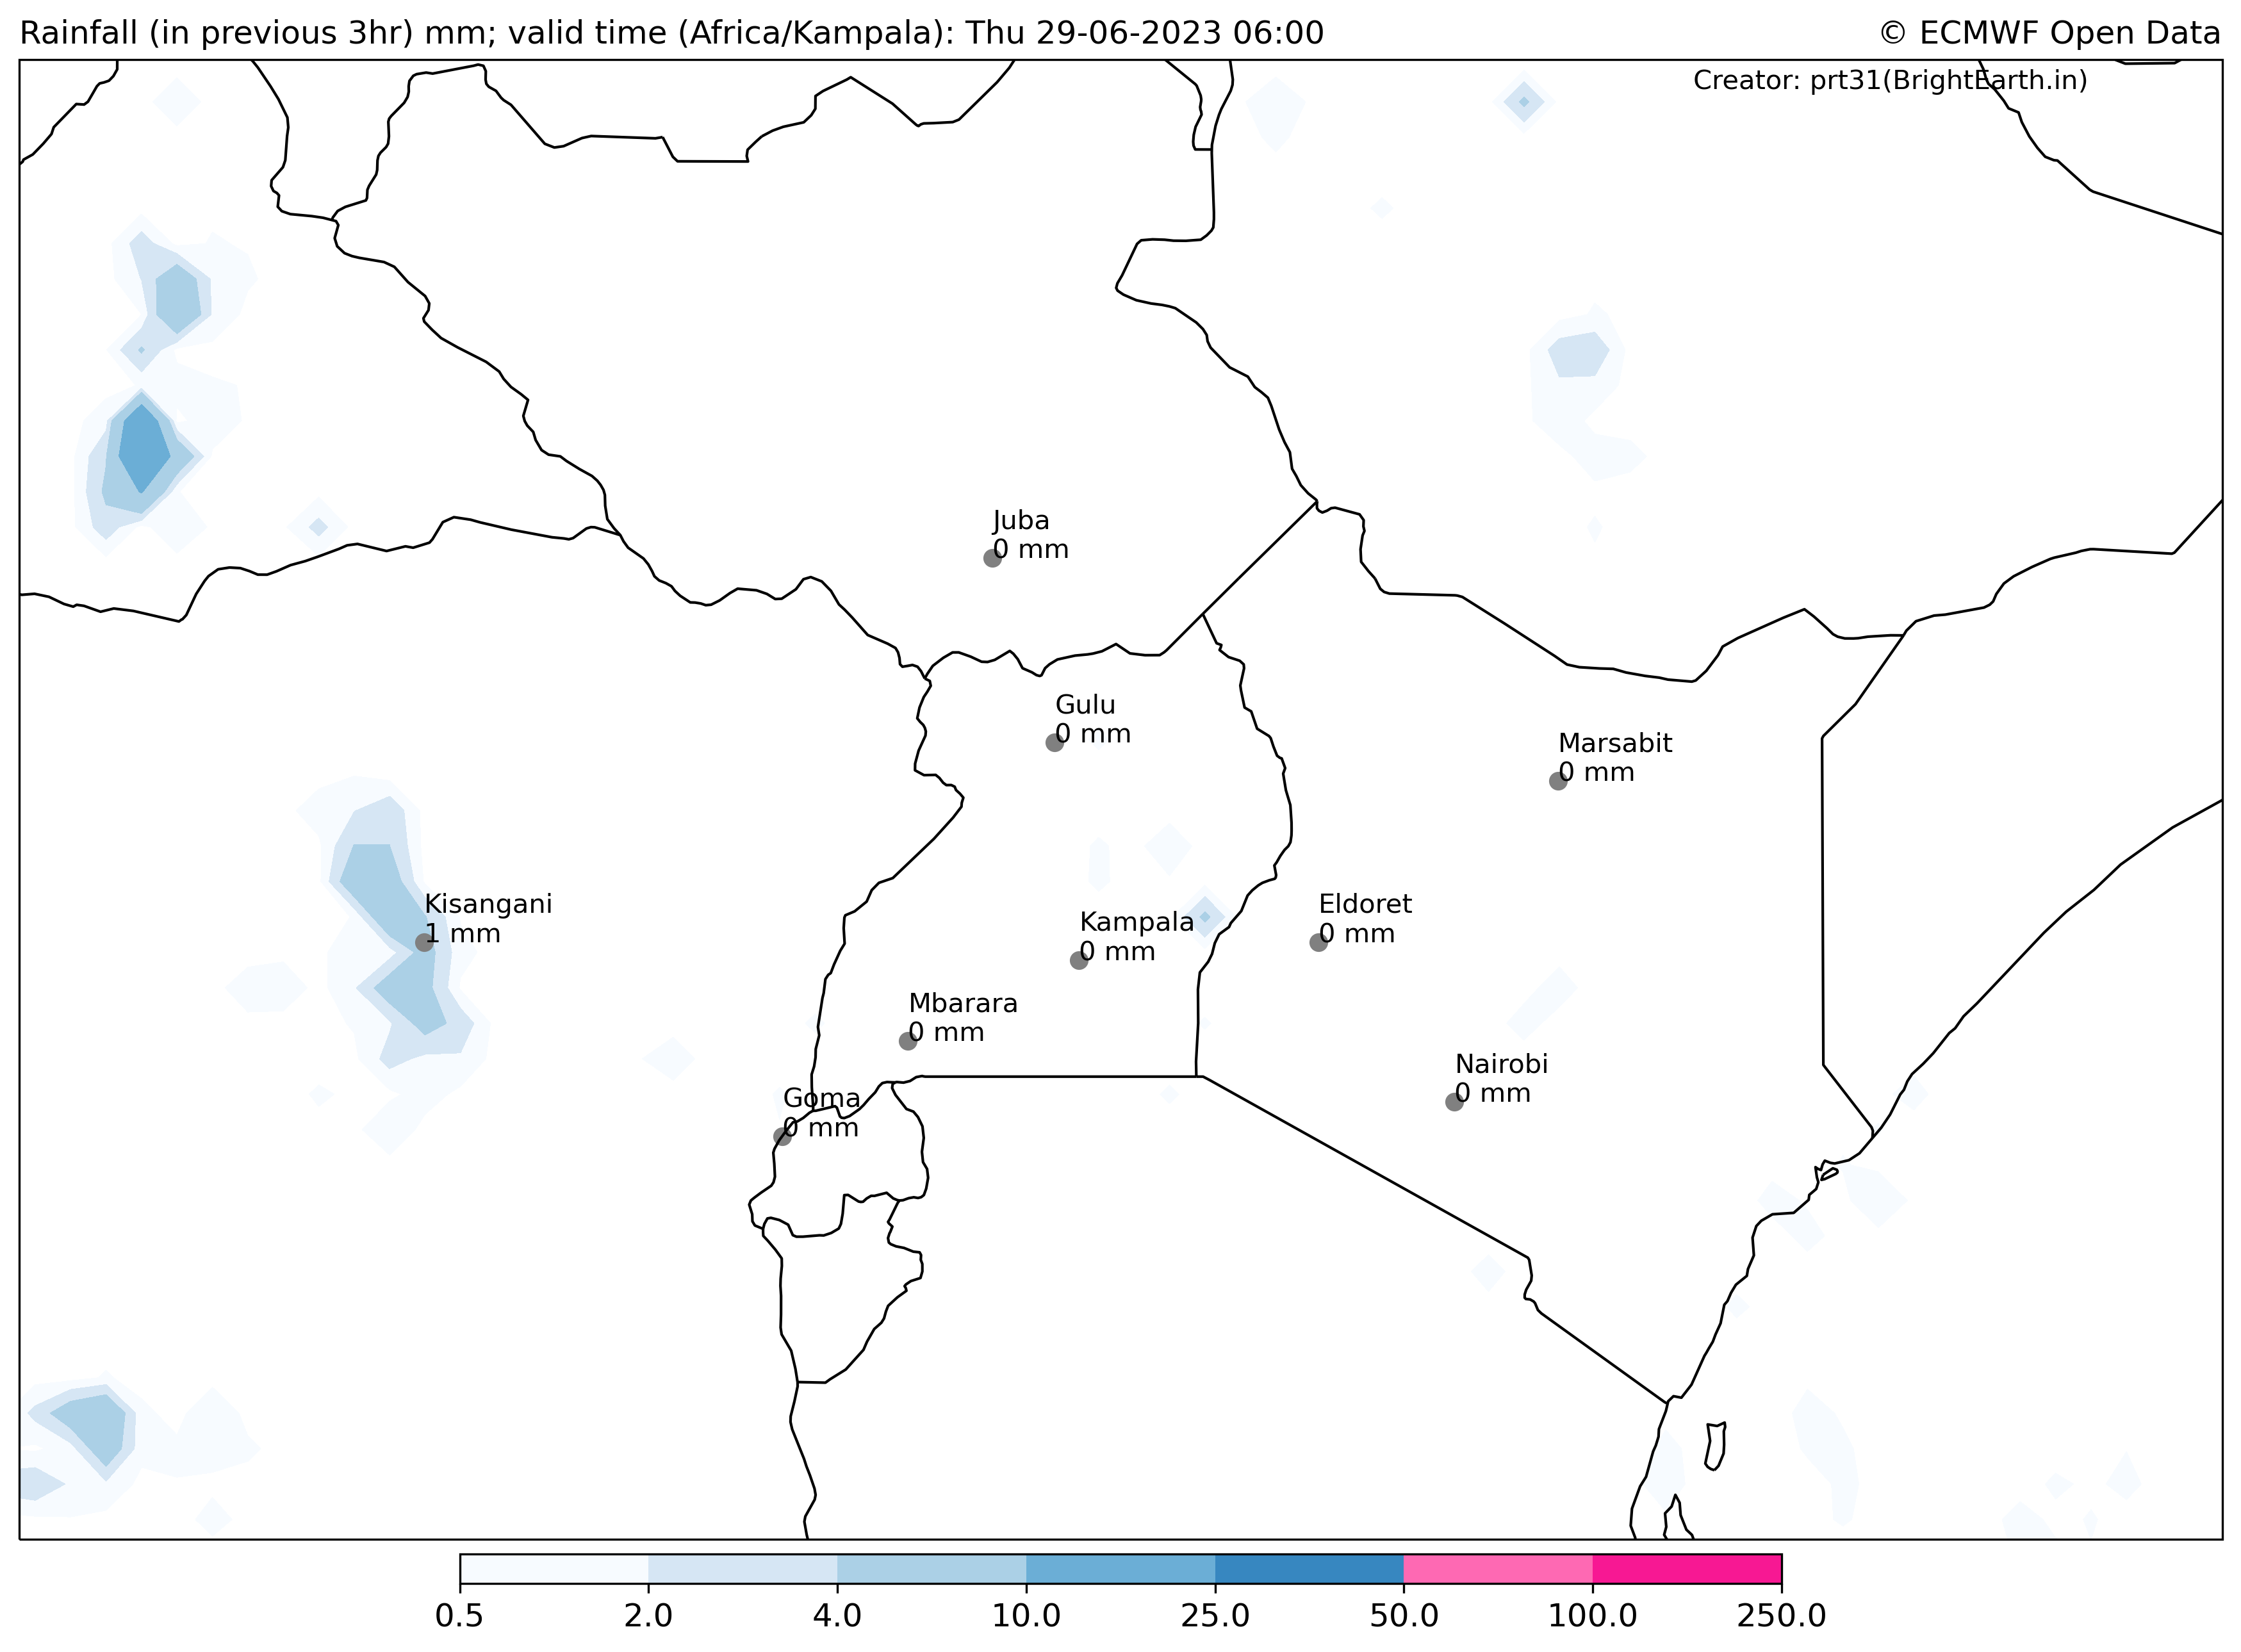 Rainfall (in previous 3hr) mm; valid time (Africa/Kampala): Thu 29-06-2023 06:00
© ECMWF Open Data
Creator: prt31(BrightEarth.in)
Juba
0 mm
Gulu
0 mm
Marsabit
0 mm
Kisangani
1 mm
Kampala
0 mm
Eldoret
0 mm
Mbarara
0 mm
Nairobi
0 mm
Goma
0 mm
0.5 2.0 4.0 10.0 25.0 50.0 100.0 250.0